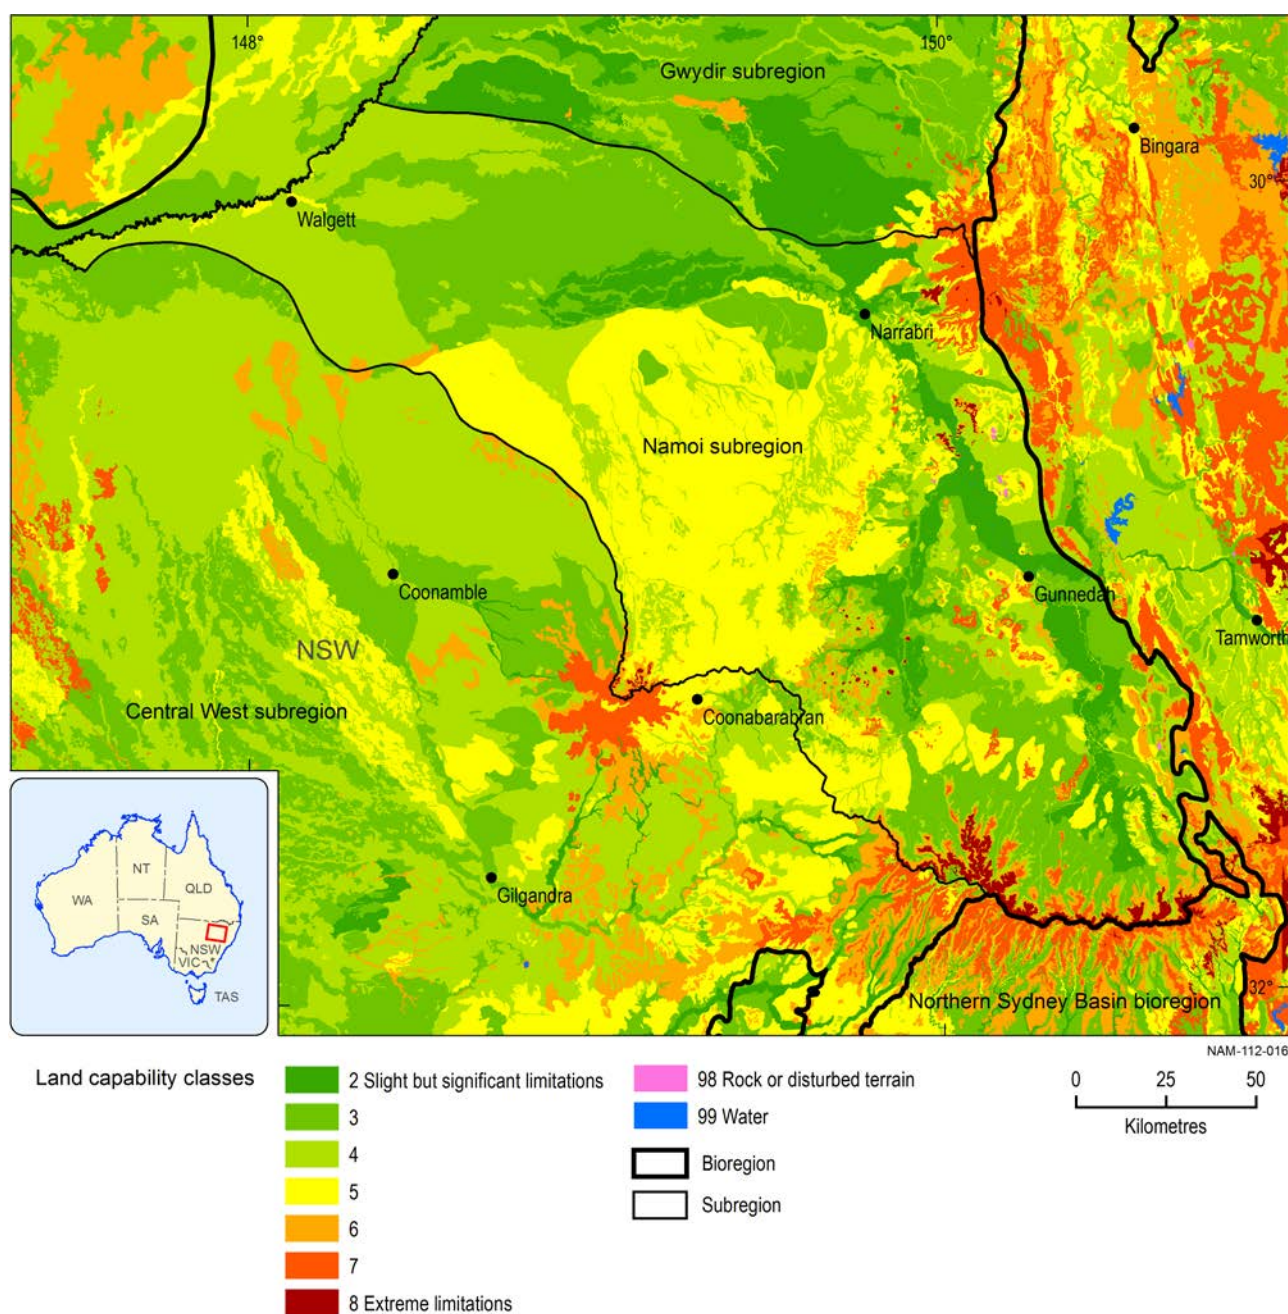 148°
150°
Gwydir subregion
Bingara
30°
Walgett
Narrabri
Namoi subregion
Coonamble
Gunnedah
NSW
Tamworth
Central West subregion
Coonabarabran
Gilgandra
Northern Sydney Basin bioregion
32°
NT
QLD
WA
SA
NSW
VIC
TAS
NAM-112-016
Land capability classes
2 Slight but significant limitations
3
4
5
6
7
8 Extreme limitations
98 Rock or disturbed terrain
99 Water
Bioregion
Subregion
0 25 50
Kilometres